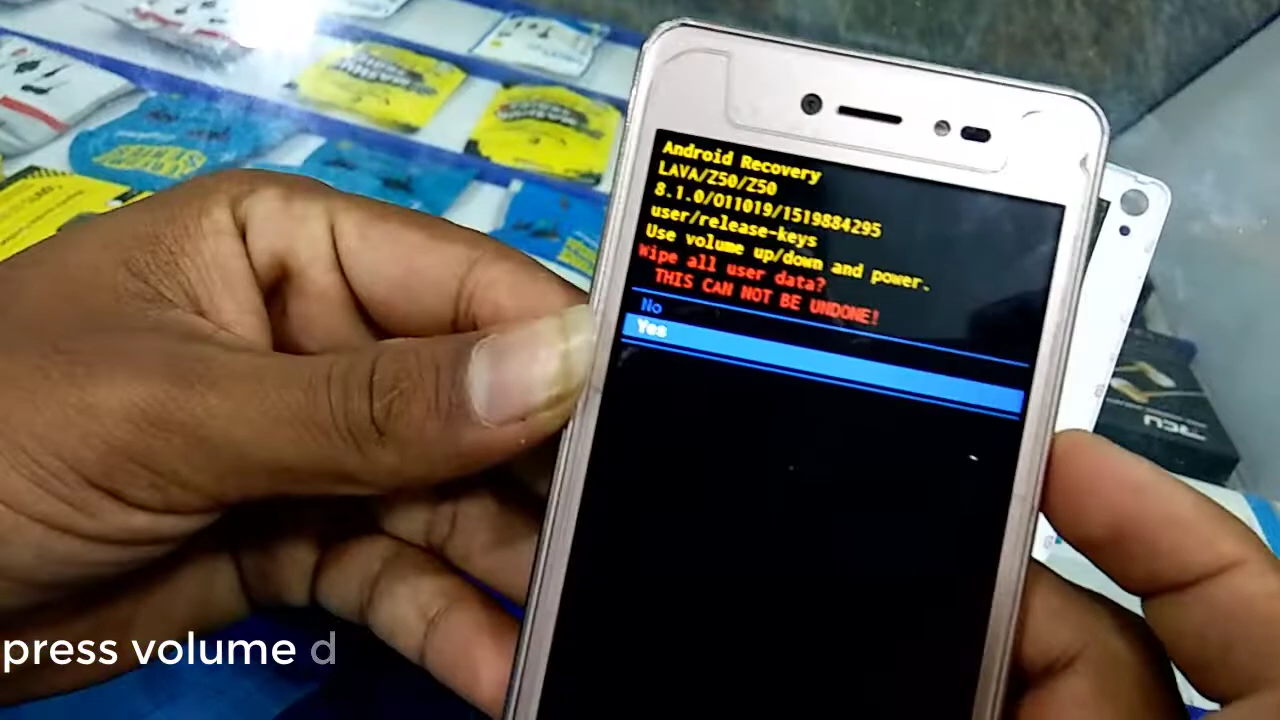 Android Recovery
LAVA/Z50/Z50
8.1.0/O11019/1519884295
user/release-keys
Use volume up/down and power.
Wipe all user data?
THIS CAN NOT BE UNDONE!
No
Yes
press volume d